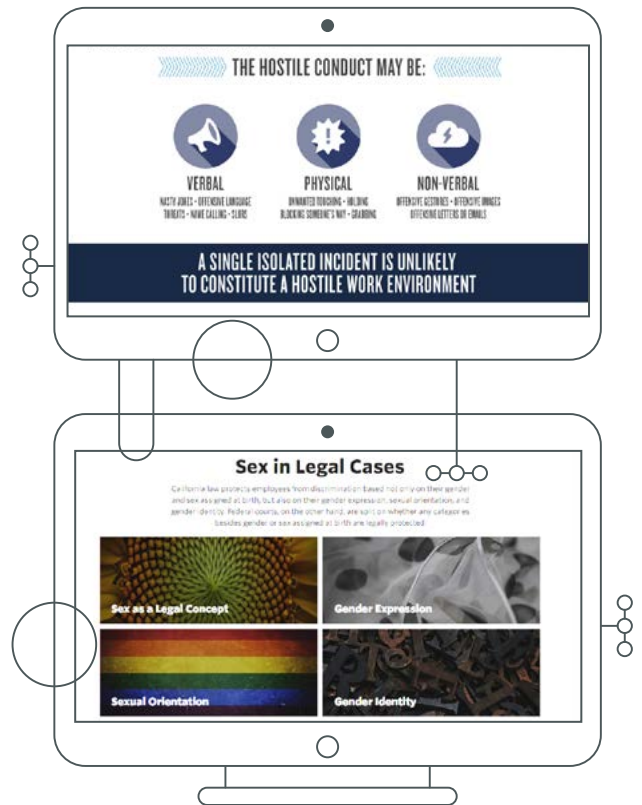 THE HOSTILE CONDUCT MAY BE:
VERBAL
NASTY JOKES • OFFENSIVE LANGUAGE
THREATS • NAME CALLING • SLURS
PHYSICAL
UNWANTED TOUCHING • HOLDING
BLOCKING SOMEONE'S WAY • GRABBING
NON-VERBAL
OFFENSIVE GESTURES • OFFENSIVE IMAGES
OFFENSIVE LETTERS OR EMAILS
A SINGLE ISOLATED INCIDENT IS UNLIKELY
TO CONSTITUTE A HOSTILE WORK ENVIRONMENT
Sex in Legal Cases
California law protects employees from discrimination based not only on their gender
and sex assigned at birth, but also on their gender expression, sexual orientation, and
gender identity. Federal courts, on the other hand, are split on whether any categories
besides gender or sex assigned at birth are legally protected.
Sex as a Legal Concept
Gender Expression
Sexual Orientation
Gender Identity